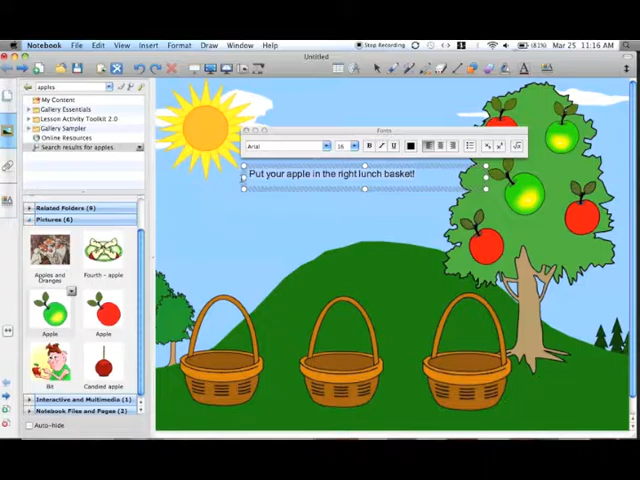 Notebook File Edit View Insert Format Draw Window Help
Stop Recording
(81%) Mar 25 11:16 AM
Untitled
apples
My Content
Gallery Essentials
Lesson Activity Toolkit 2.0
Gallery Sampler
Online Resources
Search results for apples
Related Folders (9)
Pictures (6)
Apples and Oranges
Fourth - apple
Apple
Apple
Bit
Candied apple
Interactive and Multimedia (1)
Notebook Files and Pages (2)
Auto-hide
Fonts
Arial
16
B I U
Put your apple in the right lunch basket!